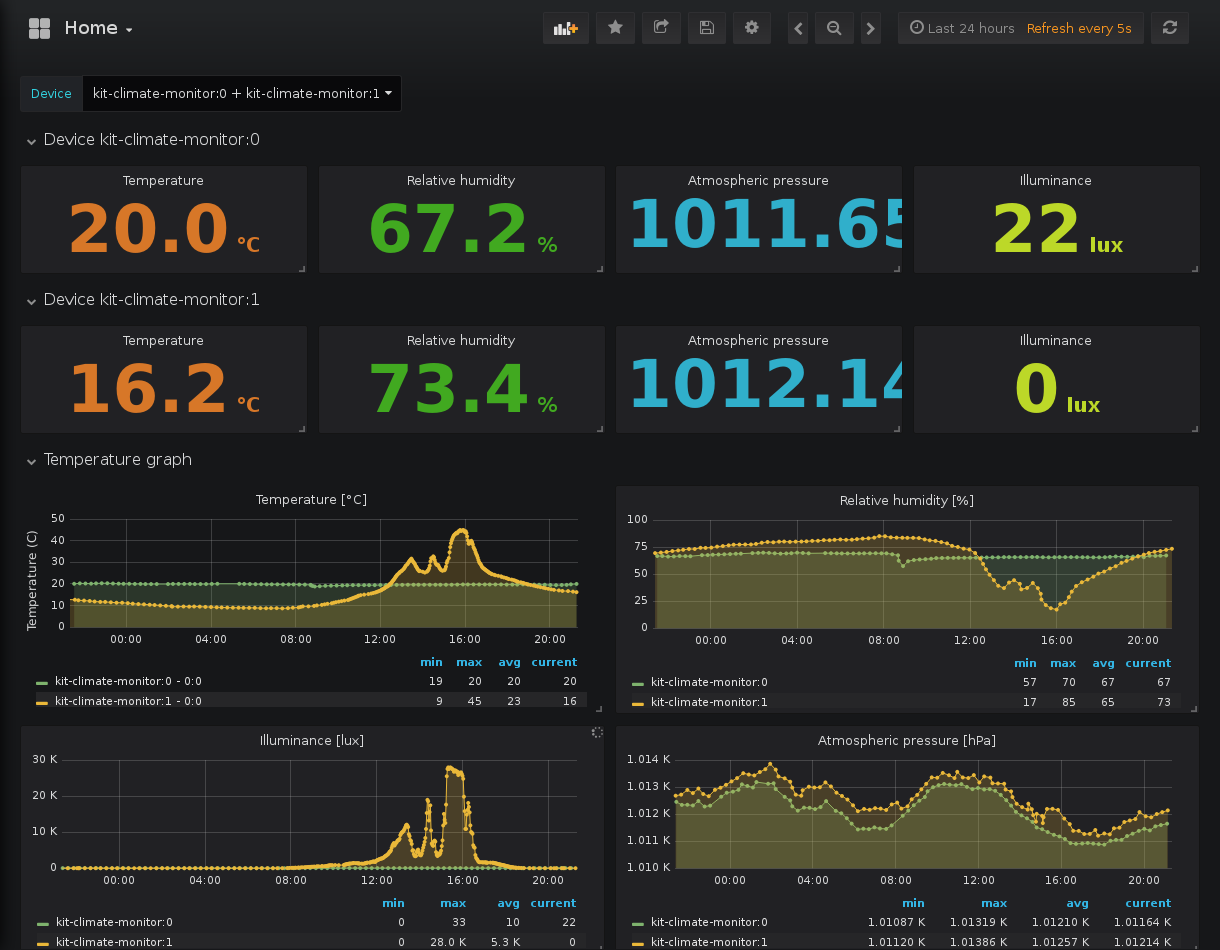 Home
Last 24 hours Refresh every 5s
Device kit-climate-monitor:0 + kit-climate-monitor:1
Device kit-climate-monitor:0
Temperature Relative humidity Atmospheric pressure Illuminance
20.0 °C 67.2 % 1011.65 22 lux
Device kit-climate-monitor:1
Temperature Relative humidity Atmospheric pressure Illuminance
16.2 °C 73.4 % 1012.14 0 lux
Temperature graph
Temperature [°C]
Temperature (C)
50
40
30
20
10
0
00:00 04:00 08:00 12:00 16:00 20:00
min max avg current
kit-climate-monitor:0 - 0:0 19 20 20 20
kit-climate-monitor:1 - 0:0 9 45 23 16
Relative humidity [%]
100
75
50
25
0
00:00 04:00 08:00 12:00 16:00 20:00
min max avg current
kit-climate-monitor:0 57 70 67 67
kit-climate-monitor:1 17 85 65 73
Illuminance [lux]
30 K
20 K
10 K
0
00:00 04:00 08:00 12:00 16:00 20:00
min max avg current
kit-climate-monitor:0 0 33 10 22
kit-climate-monitor:1 0 28.0 K 5.3 K 0
Atmospheric pressure [hPa]
1.014 K
1.013 K
1.012 K
1.011 K
1.010 K
00:00 04:00 08:00 12:00 16:00 20:00
min max avg current
kit-climate-monitor:0 1.01087 K 1.01319 K 1.01210 K 1.01164 K
kit-climate-monitor:1 1.01120 K 1.01386 K 1.01257 K 1.01214 K